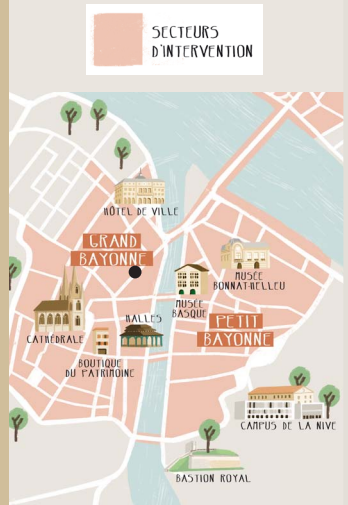 SECTEURS
D'INTERVENTION
HÔTEL DE VILLE
GRAND
BAYONNE
MUSÉE
BONNAT-HELLEU
MUSÉE
BASQUE
HALLES
PETIT
BAYONNE
CATHÉDRALE
BOUTIQUE
DU PATRIMOINE
CAMPUS DE LA NIVE
BASTION ROYAL